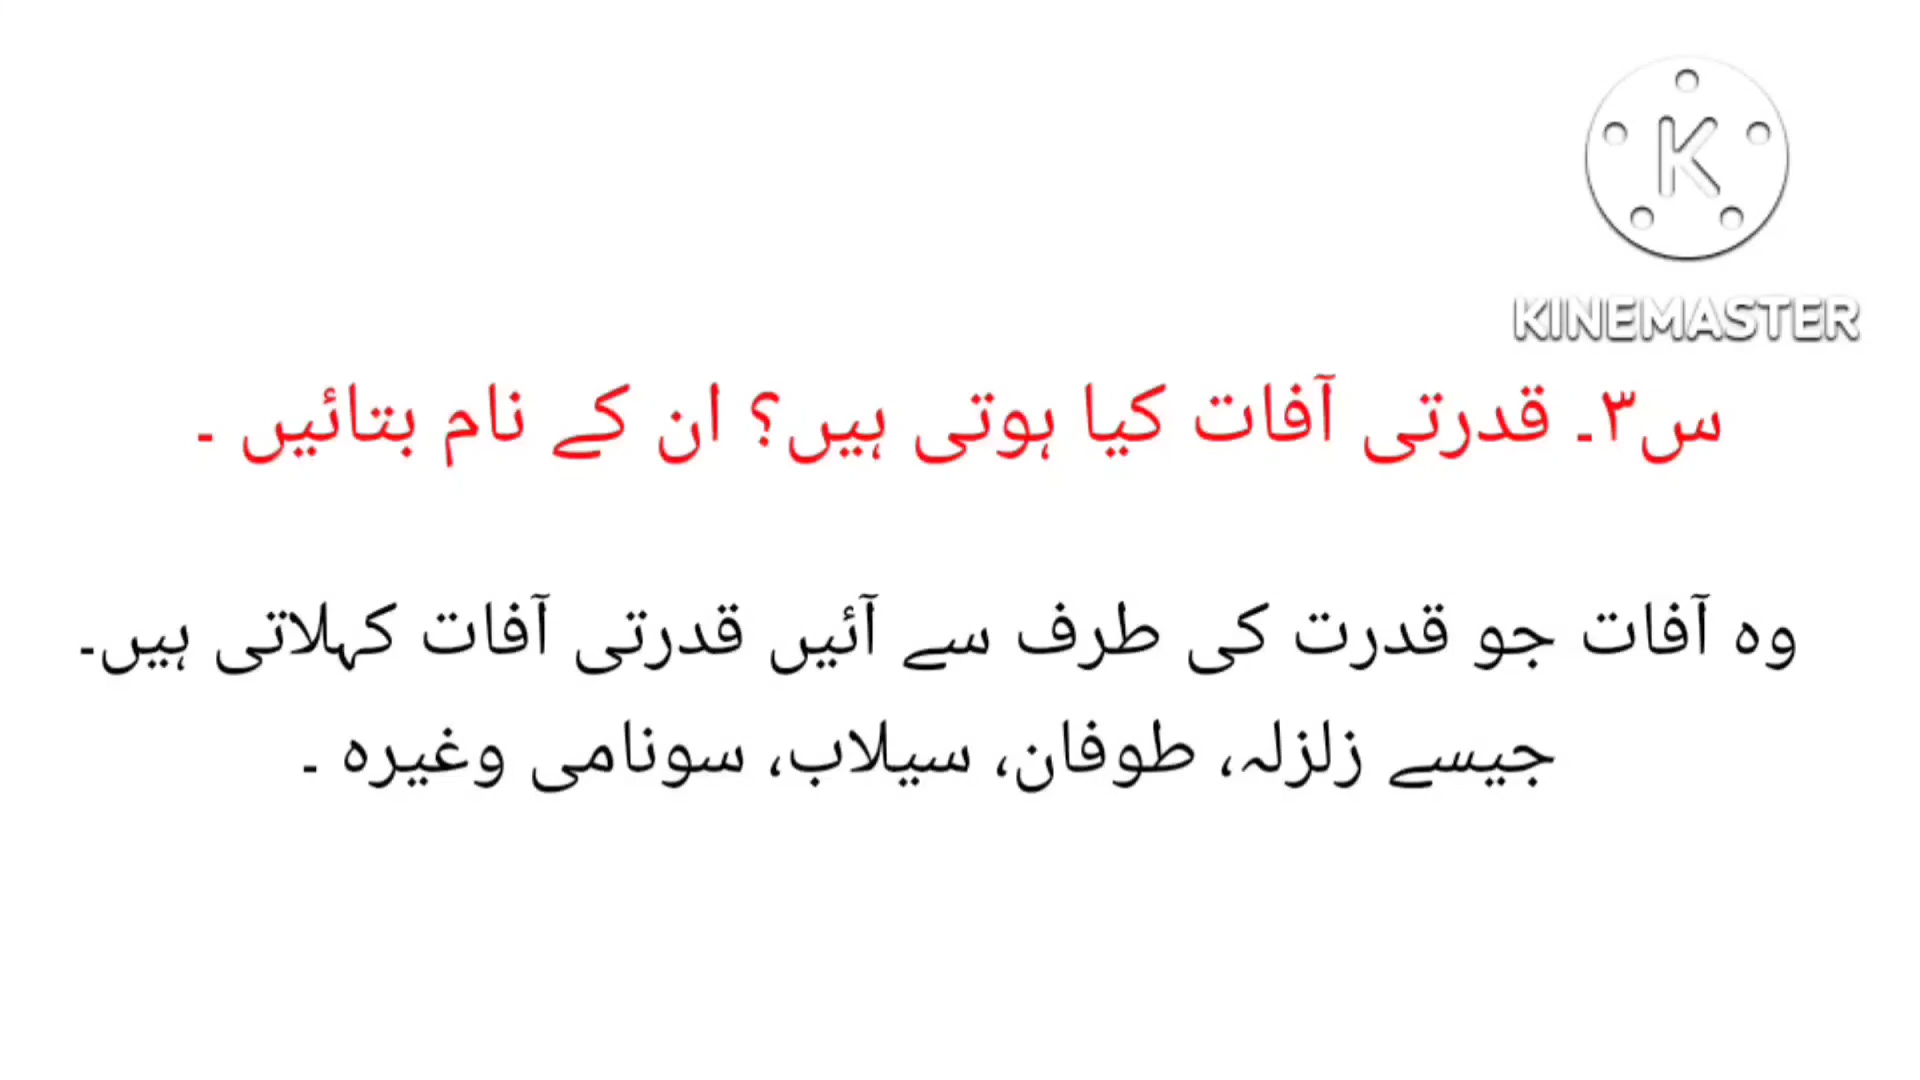 K
KINEMASTER
س۳۔ قدرتی آفات کیا ہوتی ہیں؟ ان کے نام بتائیں ۔
وہ آفات جو قدرت کی طرف سے آئیں قدرتی آفات کہلاتی ہیں۔
جیسے زلزلہ، طوفان، سیلاب، سونامی وغیرہ ۔